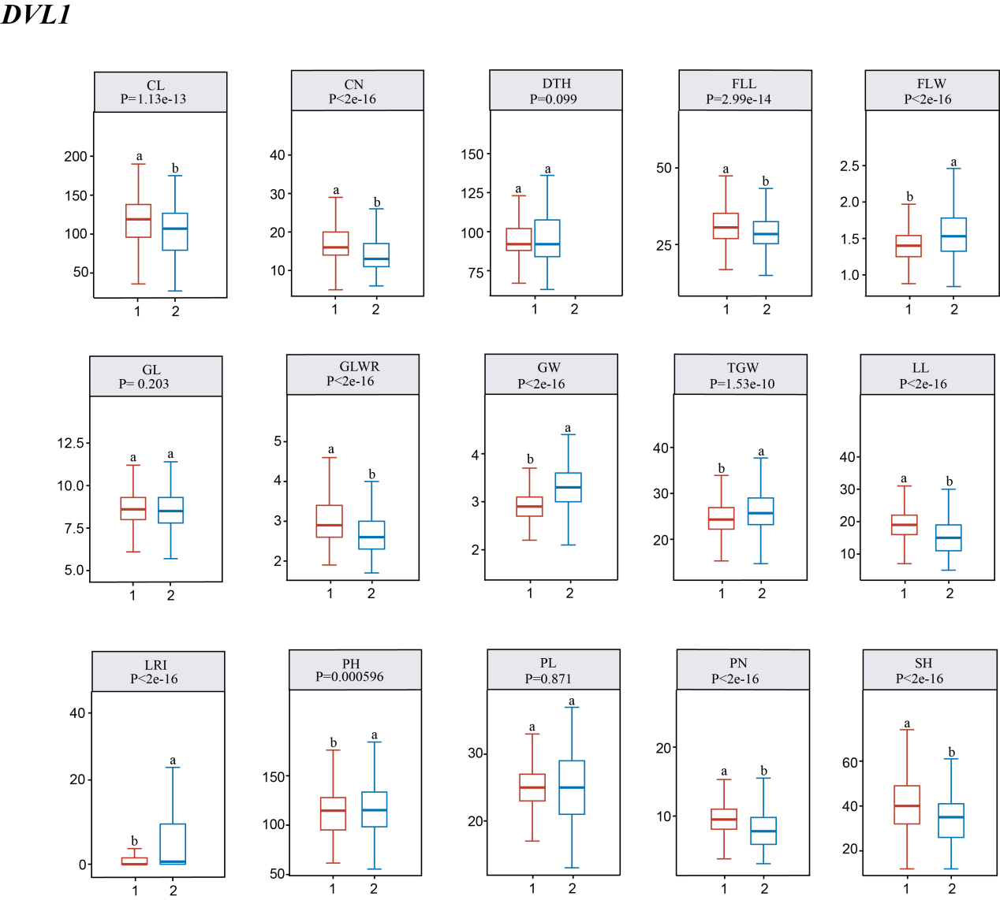 DVL1
CL
P=1.13e-13
200
150
100
50
a
b
1
2
CN
P<2e-16
40
30
20
10
a
b
1
2
DTH
P=0.099
150
125
100
75
a
a
1
2
FLL
P=2.99e-14
50
25
a
b
1
2
FLW
P<2e-16
2.5
2.0
1.5
1.0
b
a
1
2
GL
P= 0.203
12.5
10.0
7.5
5.0
a
a
1
2
GLWR
P<2e-16
5
4
3
2
a
b
1
2
GW
P<2e-16
4
3
2
b
a
1
2
TGW
P=1.53e-10
40
30
20
b
a
1
2
LL
P<2e-16
40
30
20
10
a
b
1
2
LRI
P<2e-16
40
20
0
b
a
1
2
PH
P=0.000596
150
100
50
b
a
1
2
PL
P=0.871
30
20
a
a
1
2
PN
P<2e-16
20
10
a
b
1
2
SH
P<2e-16
60
40
20
a
b
1
2